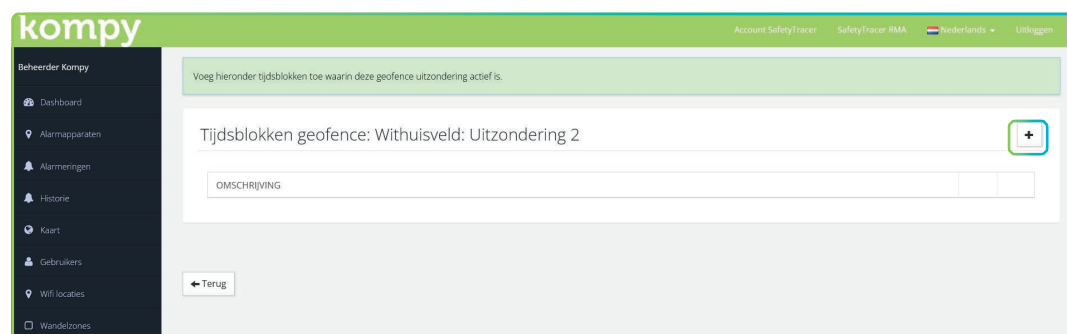 kompy
Account SafetyTracer SafetyTracer RMA Nederlands Uitloggen
Beheerder Kompy
Dashboard
Alarmapparaten
Alarmeringen
Historie
Kaart
Gebruikers
Wifi locaties
Wandelzones
Voeg hieronder tijdsblokken toe waarin deze geofence uitzondering actief is.
Tijdsblokken geofence: Withuisveld: Uitzondering 2
+
OMSCHRIJVING
Terug